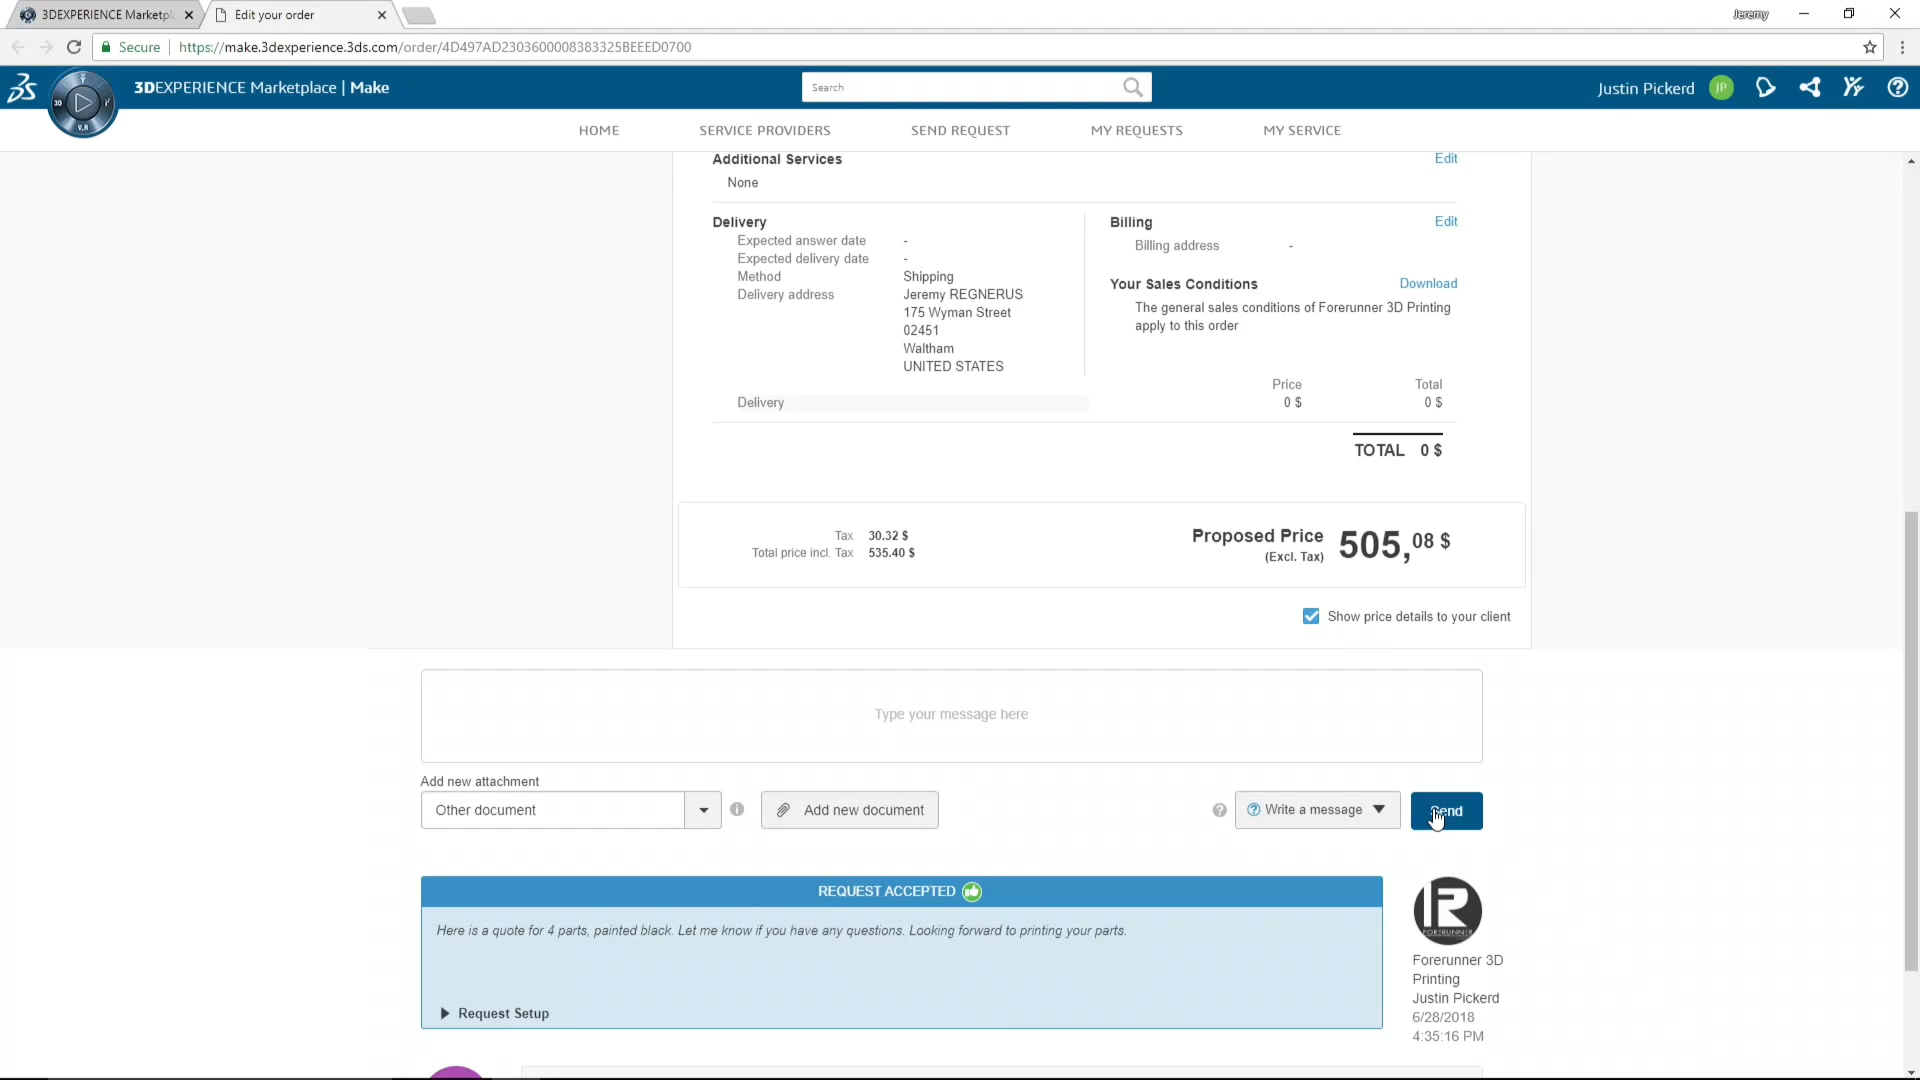 3DEXPERIENCE Marketpl
Edit your order
Jeremy
Secure
https://make.3dexperience.3ds.com/order/4D497AD2303600008383325BEEED0700
3DEXPERIENCE Marketplace | Make
Search
Justin Pickerd
JP
3D
V.R
HOME
SERVICE PROVIDERS
SEND REQUEST
MY REQUESTS
MY SERVICE
Additional Services
Edit
None
Delivery
Expected answer date -
Expected delivery date -
Method Shipping
Delivery address Jeremy REGNERUS
175 Wyman Street
02451
Waltham
UNITED STATES
Billing
Edit
Billing address -
Your Sales Conditions
Download
The general sales conditions of Forerunner 3D Printing
apply to this order
Price Total
Delivery 0 $ 0 $
TOTAL 0 $
Tax 30.32 $
Total price incl. Tax 535.40 $
Proposed Price 505,08 $
(Excl. Tax)
Show price details to your client
Type your message here
Add new attachment
Other document
Add new document
Write a message
Send
REQUEST ACCEPTED
Here is a quote for 4 parts, painted black. Let me know if you have any questions. Looking forward to printing your parts.
Request Setup
FORERUNNER
Forerunner 3D
Printing
Justin Pickerd
6/28/2018
4:35:16 PM